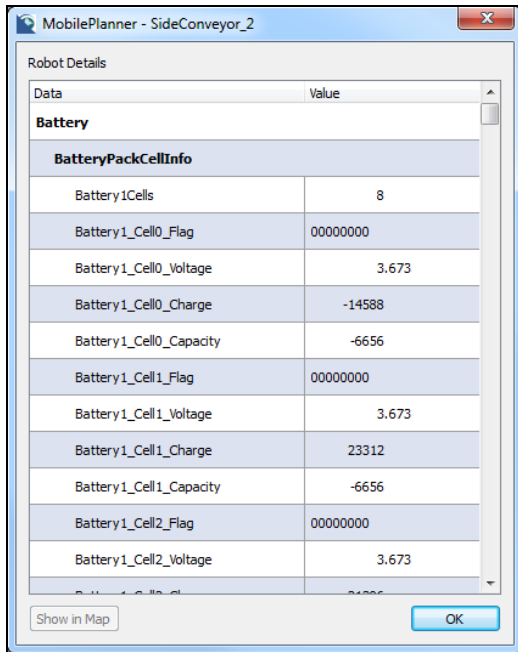 MobilePlanner - SideConveyor_2
Robot Details
Data Value
Battery
BatteryPackCellInfo
Battery1Cells 8
Battery1_Cell0_Flag 00000000
Battery1_Cell0_Voltage 3.673
Battery1_Cell0_Charge -14588
Battery1_Cell0_Capacity -6656
Battery1_Cell1_Flag 00000000
Battery1_Cell1_Voltage 3.673
Battery1_Cell1_Charge 23312
Battery1_Cell1_Capacity -6656
Battery1_Cell2_Flag 00000000
Battery1_Cell2_Voltage 3.673
Show in Map OK